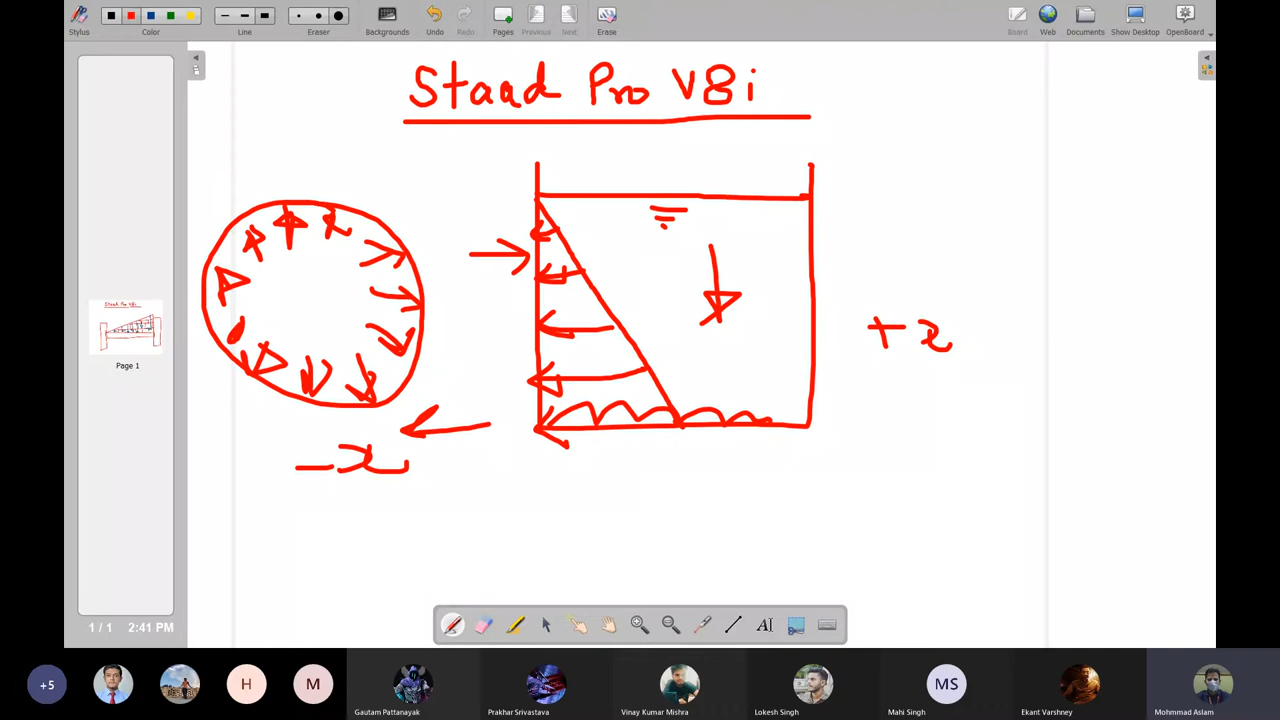 Stylus Color Line Eraser Backgrounds Undo Redo Pages Previous Next Erase Board Web Documents Show Desktop OpenBoard
Staad Pro V8i
+x
-x
Page 1
1 / 1 2:41 PM
AI
+5 H M MS
Gautam Pattanayak Prakhar Srivastava Vinay Kumar Mishra Lokesh Singh Mahi Singh Ekant Varshney Mohmmad Aslam